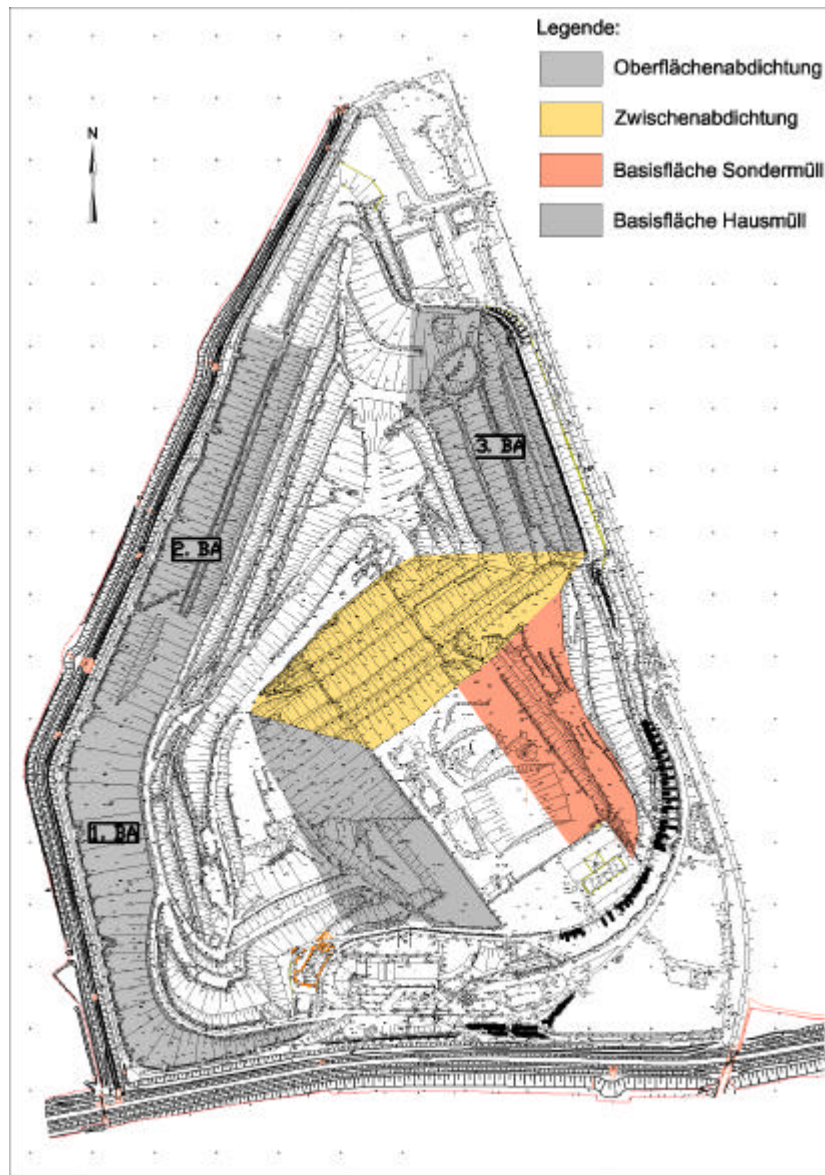 Legende:
Oberflächenabdichtung
Zwischenabdichtung
Basisfläche Sondermüll
Basisfläche Hausmüll
N
3. BA
2. BA
1. BA